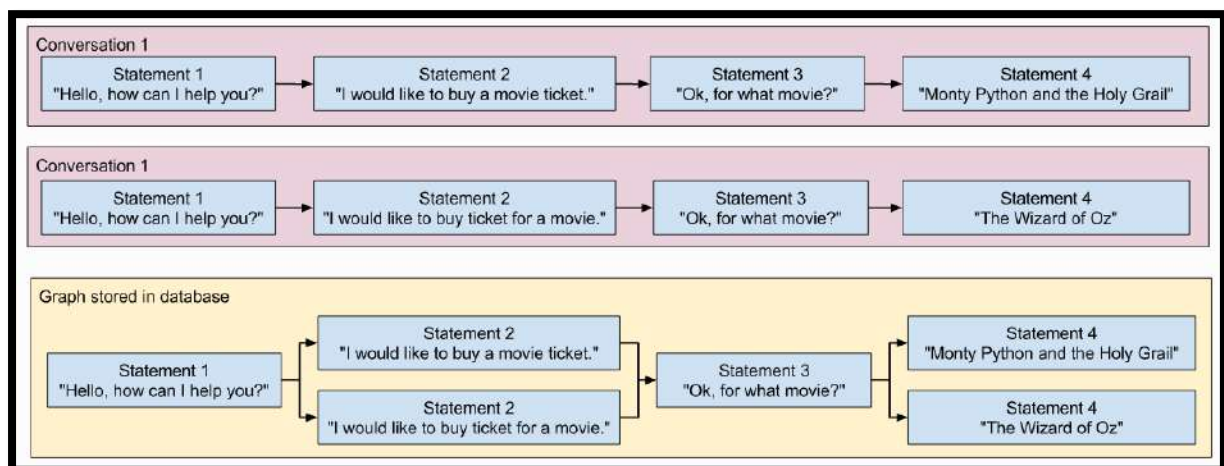 Conversation 1
Statement 1
"Hello, how can I help you?"
Statement 2
"I would like to buy a movie ticket."
Statement 3
"Ok, for what movie?"
Statement 4
"Monty Python and the Holy Grail"
Conversation 1
Statement 1
"Hello, how can I help you?"
Statement 2
"I would like to buy ticket for a movie."
Statement 3
"Ok, for what movie?"
Statement 4
"The Wizard of Oz"
Graph stored in database
Statement 1
"Hello, how can I help you?"
Statement 2
"I would like to buy a movie ticket."
Statement 2
"I would like to buy ticket for a movie."
Statement 3
"Ok, for what movie?"
Statement 4
"Monty Python and the Holy Grail"
Statement 4
"The Wizard of Oz"